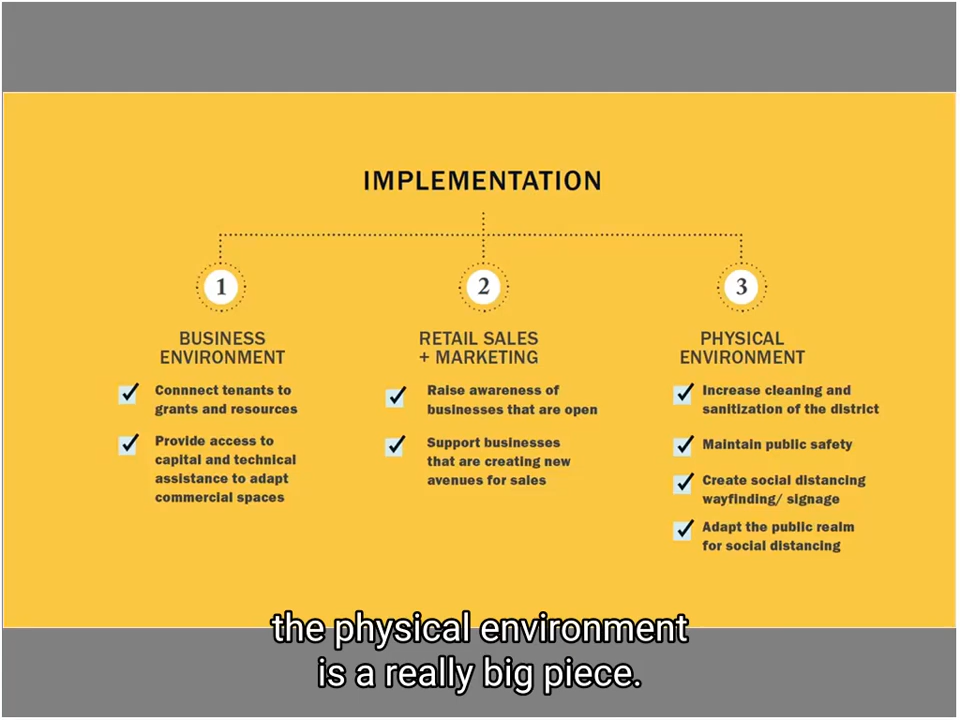 IMPLEMENTATION
1
BUSINESS
ENVIRONMENT
Connnect tenants to
grants and resources
Provide access to
capital and technical
assistance to adapt
commercial spaces
2
RETAIL SALES
+ MARKETING
Raise awareness of
businesses that are open
Support businesses
that are creating new
avenues for sales
3
PHYSICAL
ENVIRONMENT
Increase cleaning and
sanitization of the district
Maintain public safety
Create social distancing
wayfinding/ signage
Adapt the public realm
for social distancing
the physical environment
is a really big piece.